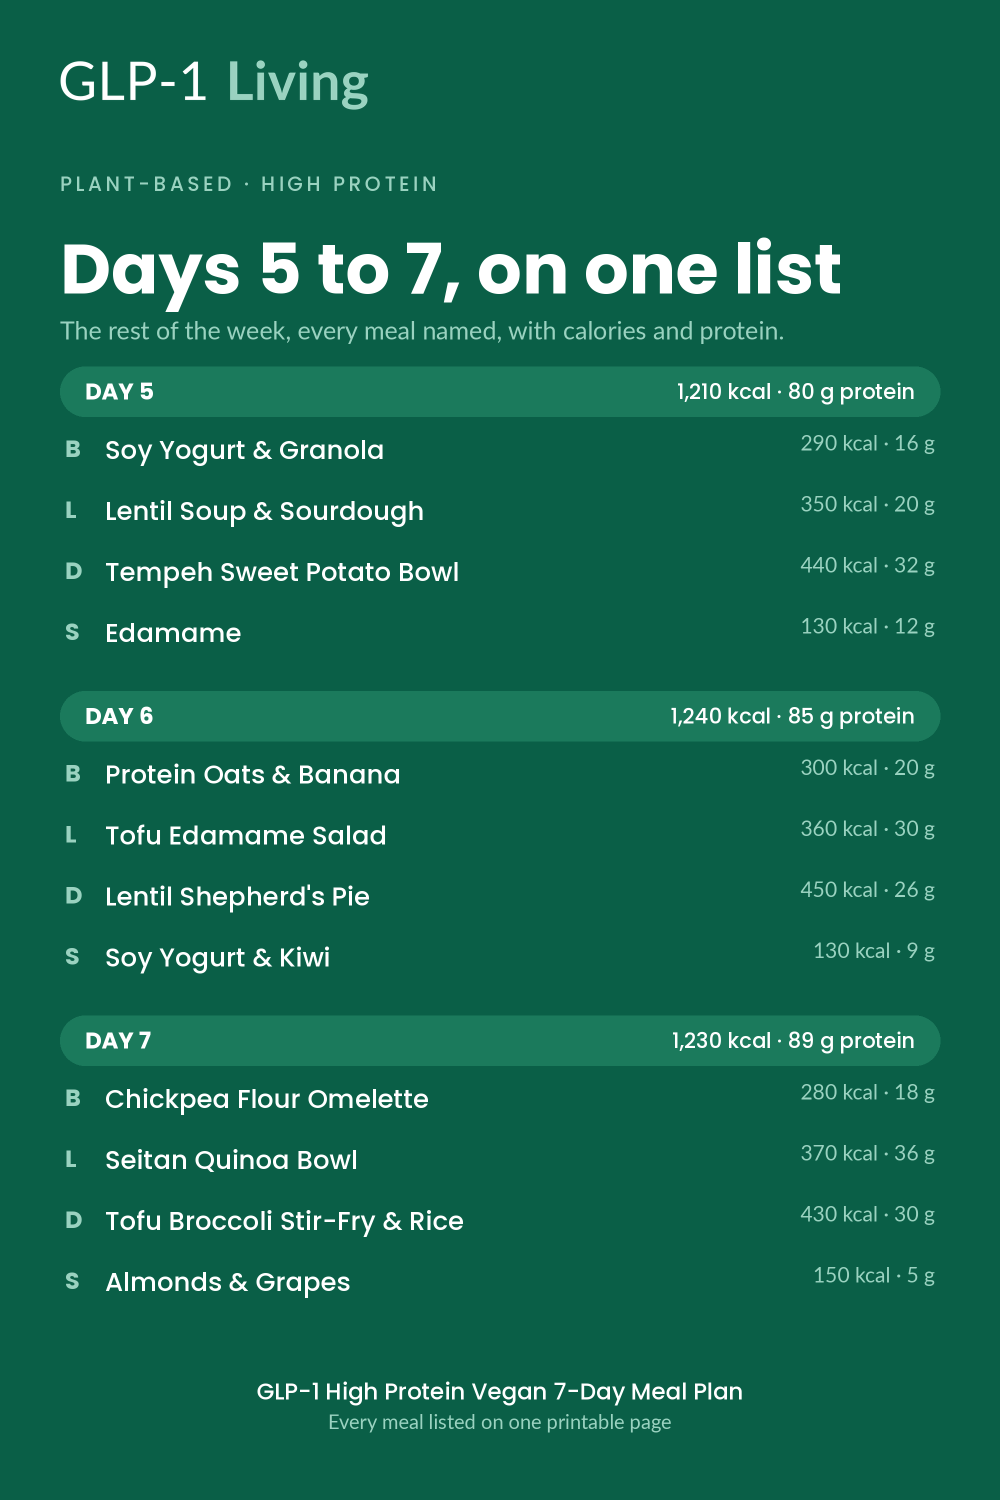 GLP-1 Living
PLANT-BASED · HIGH PROTEIN
Days 5 to 7, on one list
The rest of the week, every meal named, with calories and protein.
DAY 5 1,210 kcal · 80 g protein
B Soy Yogurt & Granola 290 kcal · 16 g
L Lentil Soup & Sourdough 350 kcal · 20 g
D Tempeh Sweet Potato Bowl 440 kcal · 32 g
S Edamame 130 kcal · 12 g
DAY 6 1,240 kcal · 85 g protein
B Protein Oats & Banana 300 kcal · 20 g
L Tofu Edamame Salad 360 kcal · 30 g
D Lentil Shepherd's Pie 450 kcal · 26 g
S Soy Yogurt & Kiwi 130 kcal · 9 g
DAY 7 1,230 kcal · 89 g protein
B Chickpea Flour Omelette 280 kcal · 18 g
L Seitan Quinoa Bowl 370 kcal · 36 g
D Tofu Broccoli Stir-Fry & Rice 430 kcal · 30 g
S Almonds & Grapes 150 kcal · 5 g
GLP-1 High Protein Vegan 7-Day Meal Plan
Every meal listed on one printable page